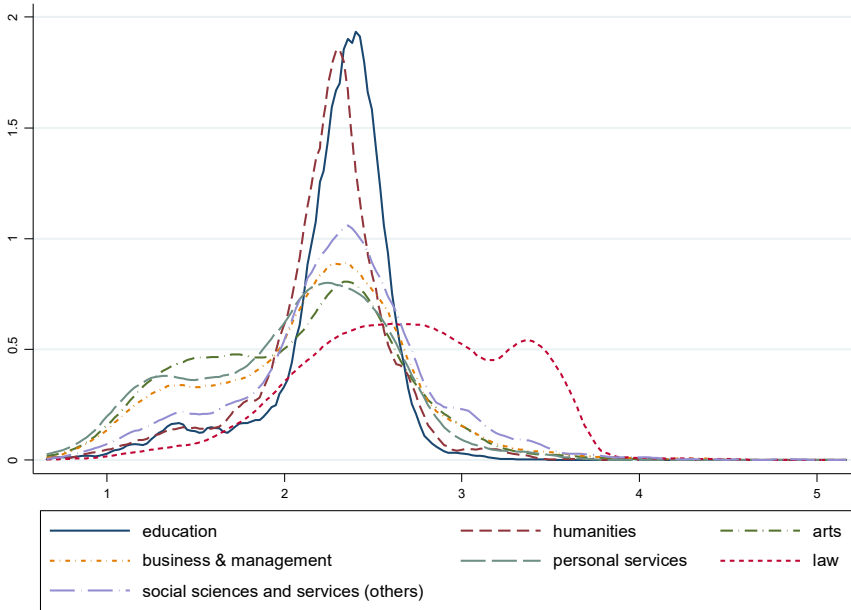 2
1.5
1
0.5
0
1 2 3 4 5
education humanities arts
business & management personal services law
social sciences and services (others)